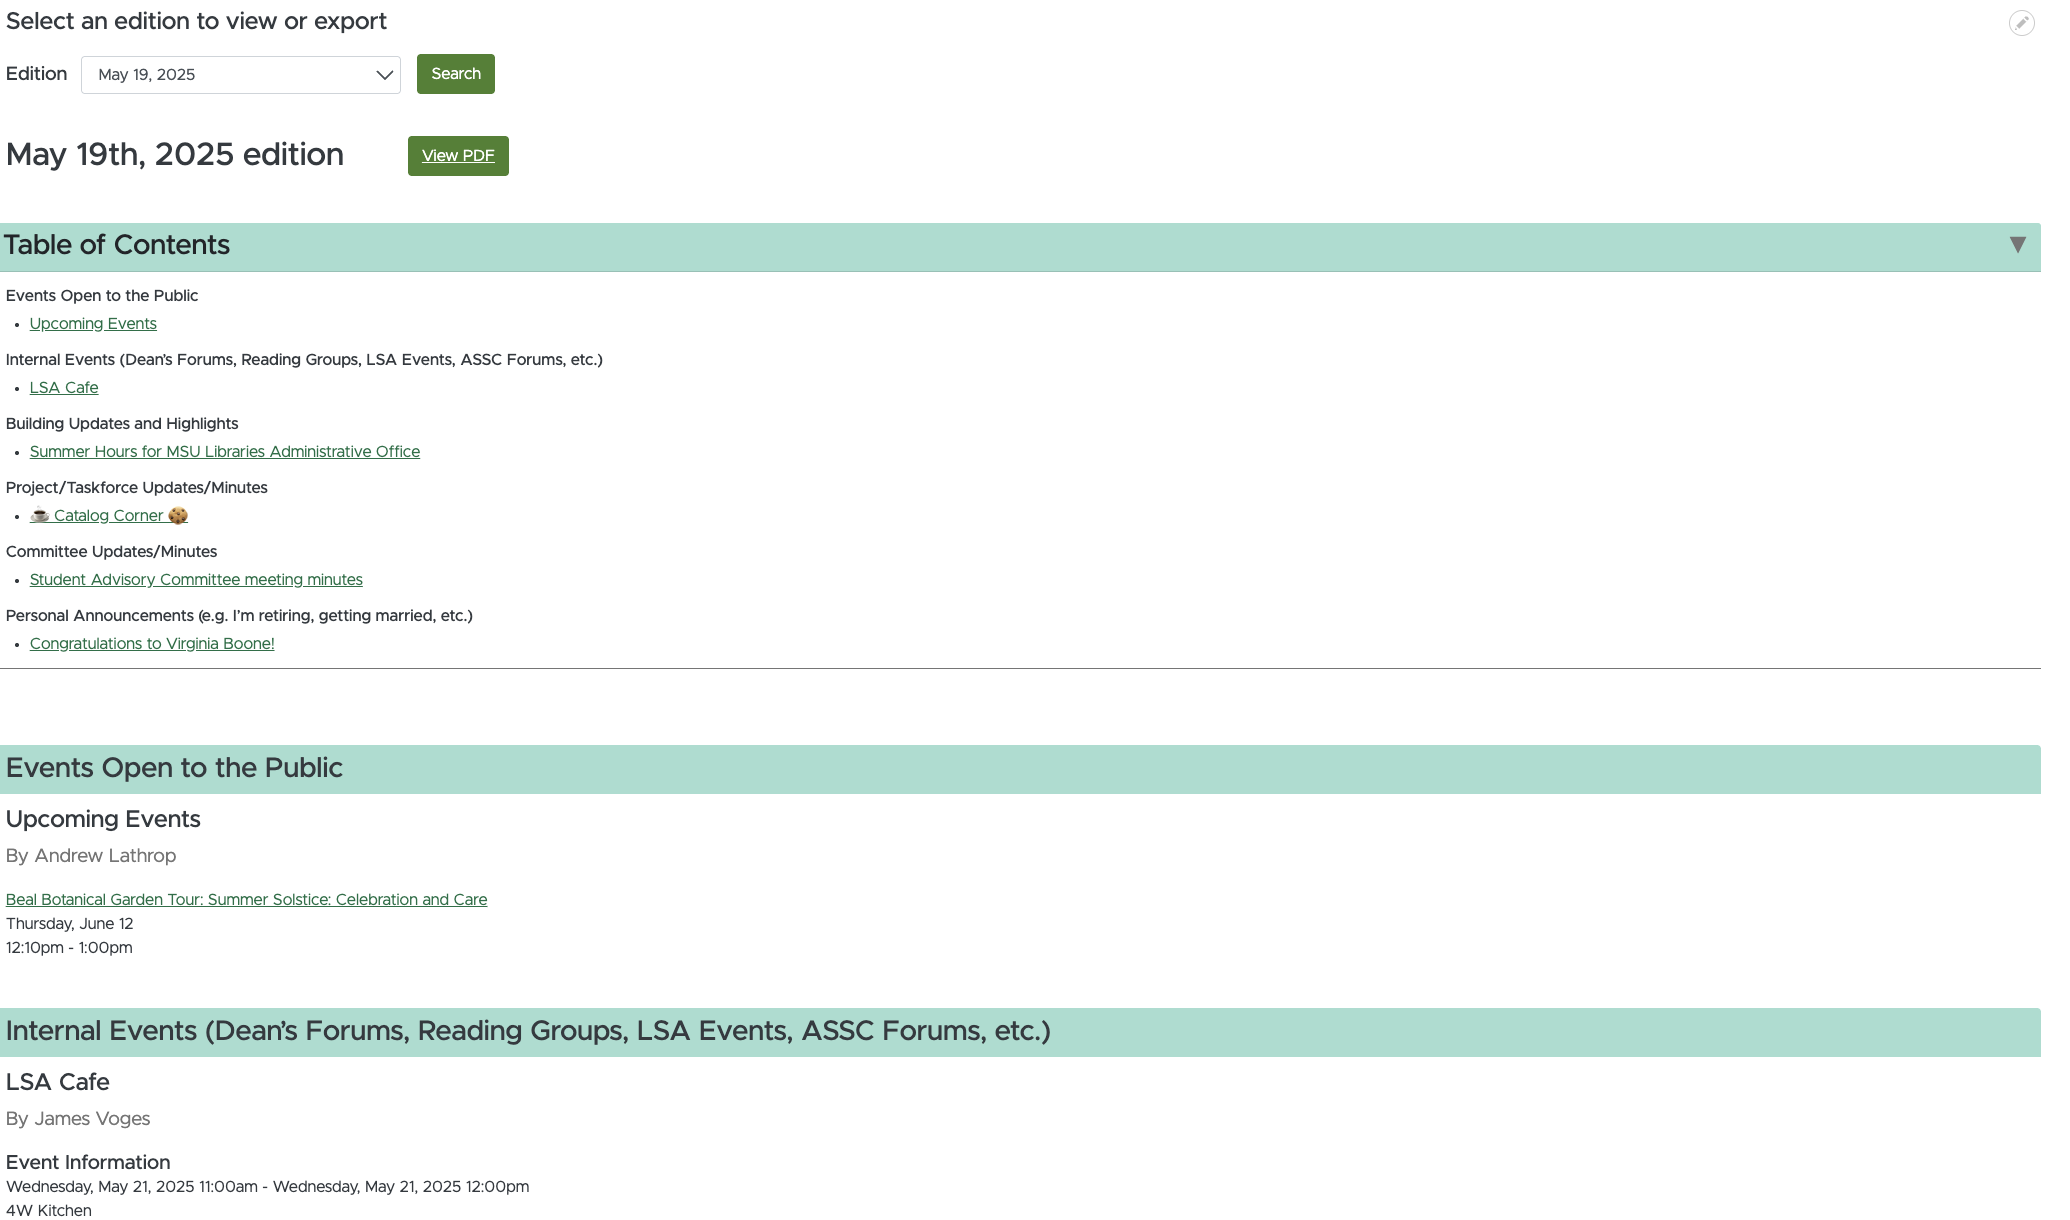 Select an edition to view or export
Edition May 19, 2025 Search
May 19th, 2025 edition View PDF
Table of Contents ▼
Events Open to the Public
• Upcoming Events
Internal Events (Dean’s Forums, Reading Groups, LSA Events, ASSC Forums, etc.)
• LSA Cafe
Building Updates and Highlights
• Summer Hours for MSU Libraries Administrative Office
Project/Taskforce Updates/Minutes
• ☕ Catalog Corner 🍪
Committee Updates/Minutes
• Student Advisory Committee meeting minutes
Personal Announcements (e.g. I’m retiring, getting married, etc.)
• Congratulations to Virginia Boone!
Events Open to the Public
Upcoming Events
By Andrew Lathrop
Beal Botanical Garden Tour: Summer Solstice: Celebration and Care
Thursday, June 12
12:10pm - 1:00pm
Internal Events (Dean’s Forums, Reading Groups, LSA Events, ASSC Forums, etc.)
LSA Cafe
By James Voges
Event Information
Wednesday, May 21, 2025 11:00am - Wednesday, May 21, 2025 12:00pm
4W Kitchen